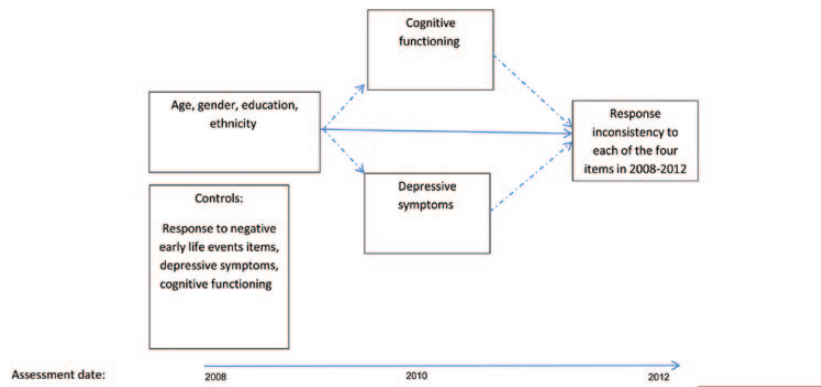 Cognitive
functioning
Age, gender, education,
ethnicity
Response
inconsistency to
each of the four
items in 2008-2012
Depressive
symptoms
Controls:
Response to negative
early life events items,
depressive symptoms,
cognitive functioning
Assessment date:
2008
2010
2012